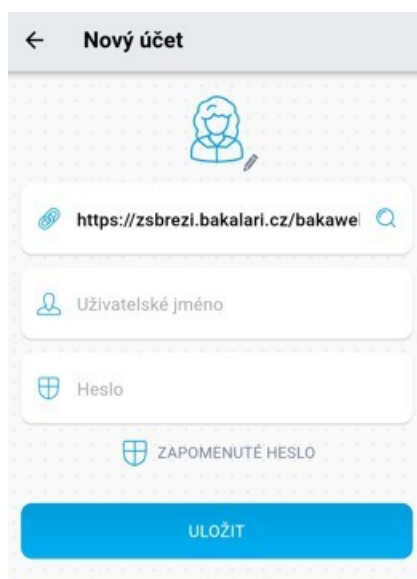 Nový účet
https://zsbrezi.bakalari.cz/bakawe
Uživatelské jméno
Heslo
ZAPOMENUTÉ HESLO
ULOŽIT